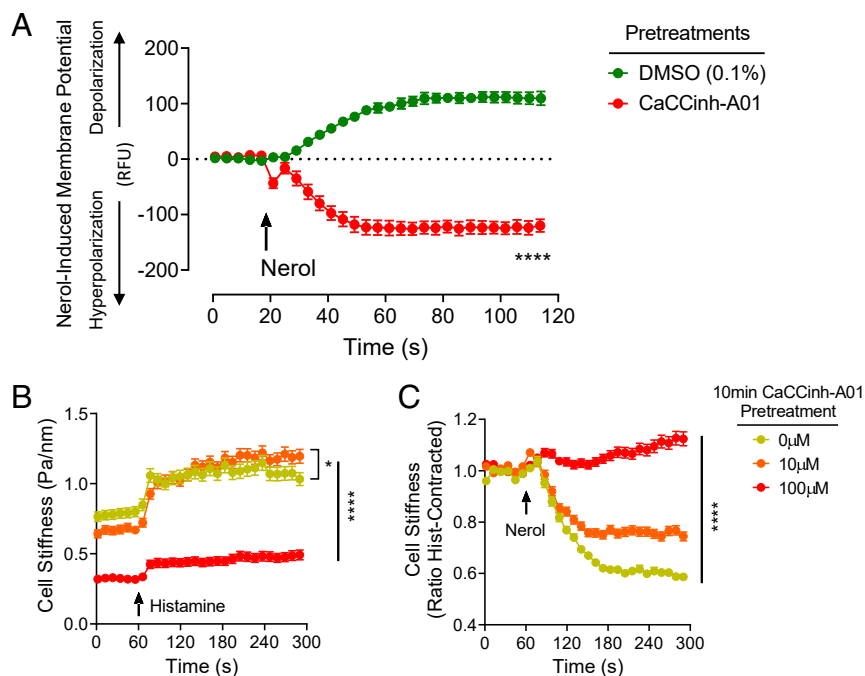 A
Nerol-Induced Membrane Potential
Hyperpolarization
Depolarization
(RFU)
200
100
0
-100
-200
Nerol
****
0
20
40
60
80
100
120
Time (s)
Pretreatments
DMSO (0.1%)
CaCCinh-A01
B
Cell Stiffness (Pa/nm)
1.5
1.0
0.5
0.0
Histamine
*
****
0
60
120
180
240
300
Time (s)
C
Cell Stiffness
(Ratio Hist-Contracted)
1.2
1.0
0.8
0.6
0.4
Nerol
****
0
60
120
180
240
300
Time (s)
10min CaCCinh-A01
Pretreatment
0μM
10μM
100μM